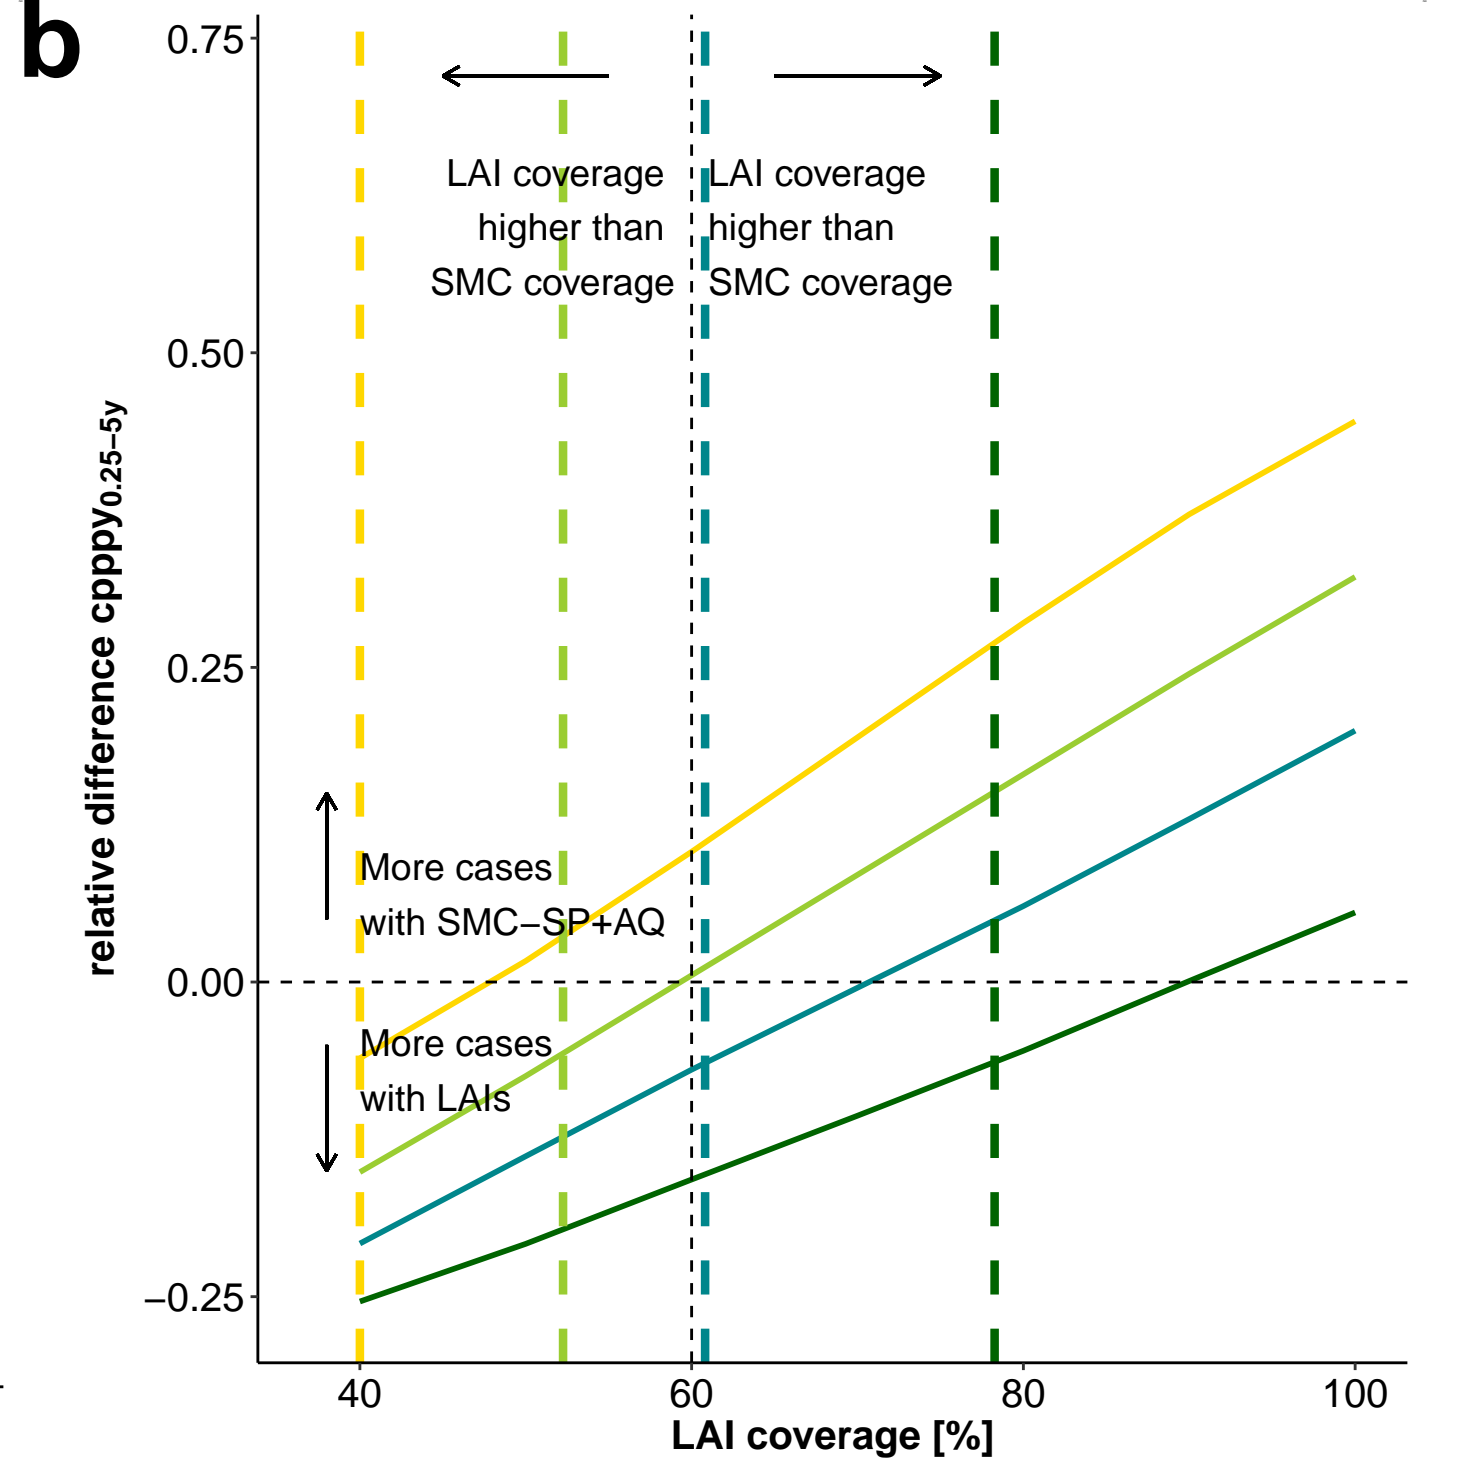 b
0.75
0.50
0.25
0.00
−0.25
relative difference cpppy0.25−5y
LAI coverage
higher than
SMC coverage
LAI coverage
higher than
SMC coverage
More cases
with SMC−SP+AQ
More cases
with LAIs
40 60 80 100
LAI coverage [%]